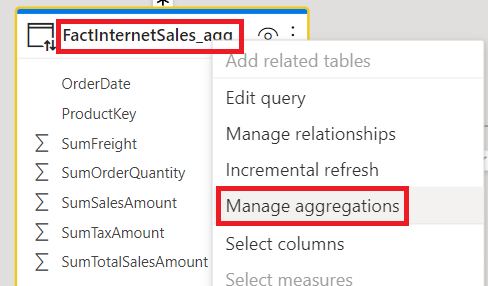 FactInternetSales_agg
OrderDate
ProductKey
SumFreight
SumOrderQuantity
SumSalesAmount
SumTaxAmount
SumTotalSalesAmount
Add related tables
Edit query
Manage relationships
Incremental refresh
Manage aggregations
Select columns
Select measures